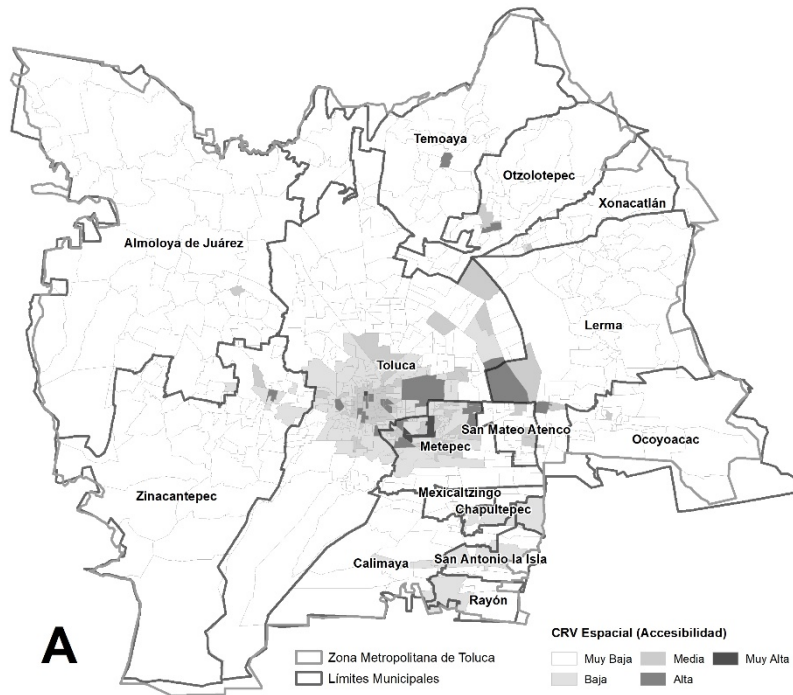 Temoaya
Otzolotepec
Xonacatlán
Almoloya de Juárez
Lerma
Toluca
San Mateo Atenco
Metepec
Ocoyoacac
Zinacantepec
Mexicaltzingo
Chapultepec
Calimaya
San Antonio la Isla
Rayón
A
Zona Metropolitana de Toluca
Límites Municipales
CRV Espacial (Accesibilidad)
Muy Baja
Media
Muy Alta
Baja
Alta